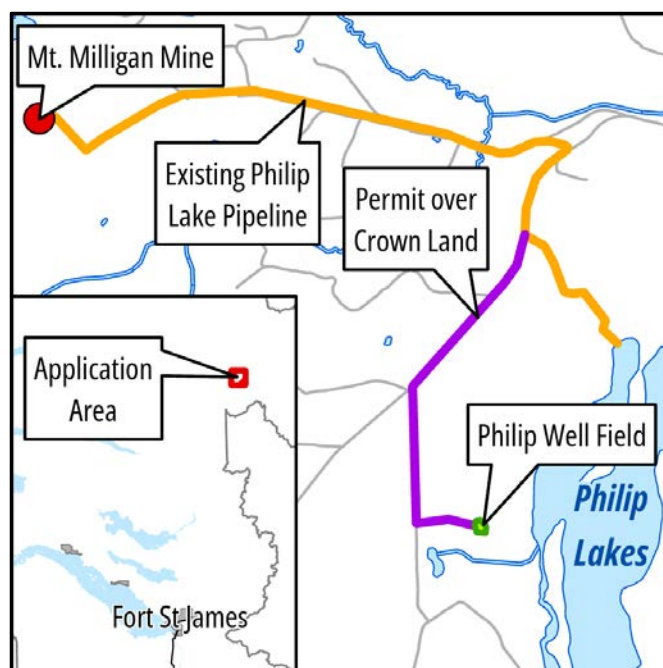 Mt. Milligan Mine
Existing Philip
Lake Pipeline
Permit over
Crown Land
Application
Area
Philip Well Field
Philip
Lakes
Fort St James